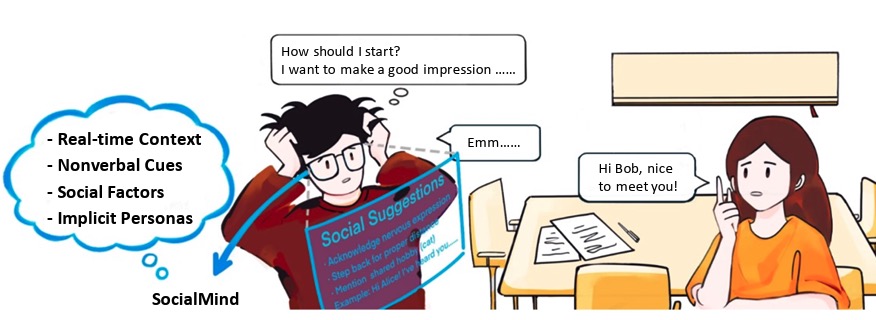 How should I start?
I want to make a good impression ......
Emm......
Hi Bob, nice
to meet you!
- Real-time Context
- Nonverbal Cues
- Social Factors
- Implicit Personas
SocialMind
Social Suggestions
- Acknowledge nervous expression
- Step back for proper distance
- Mention shared hobby (cat)
Example: Hi Alice! I've heard you......